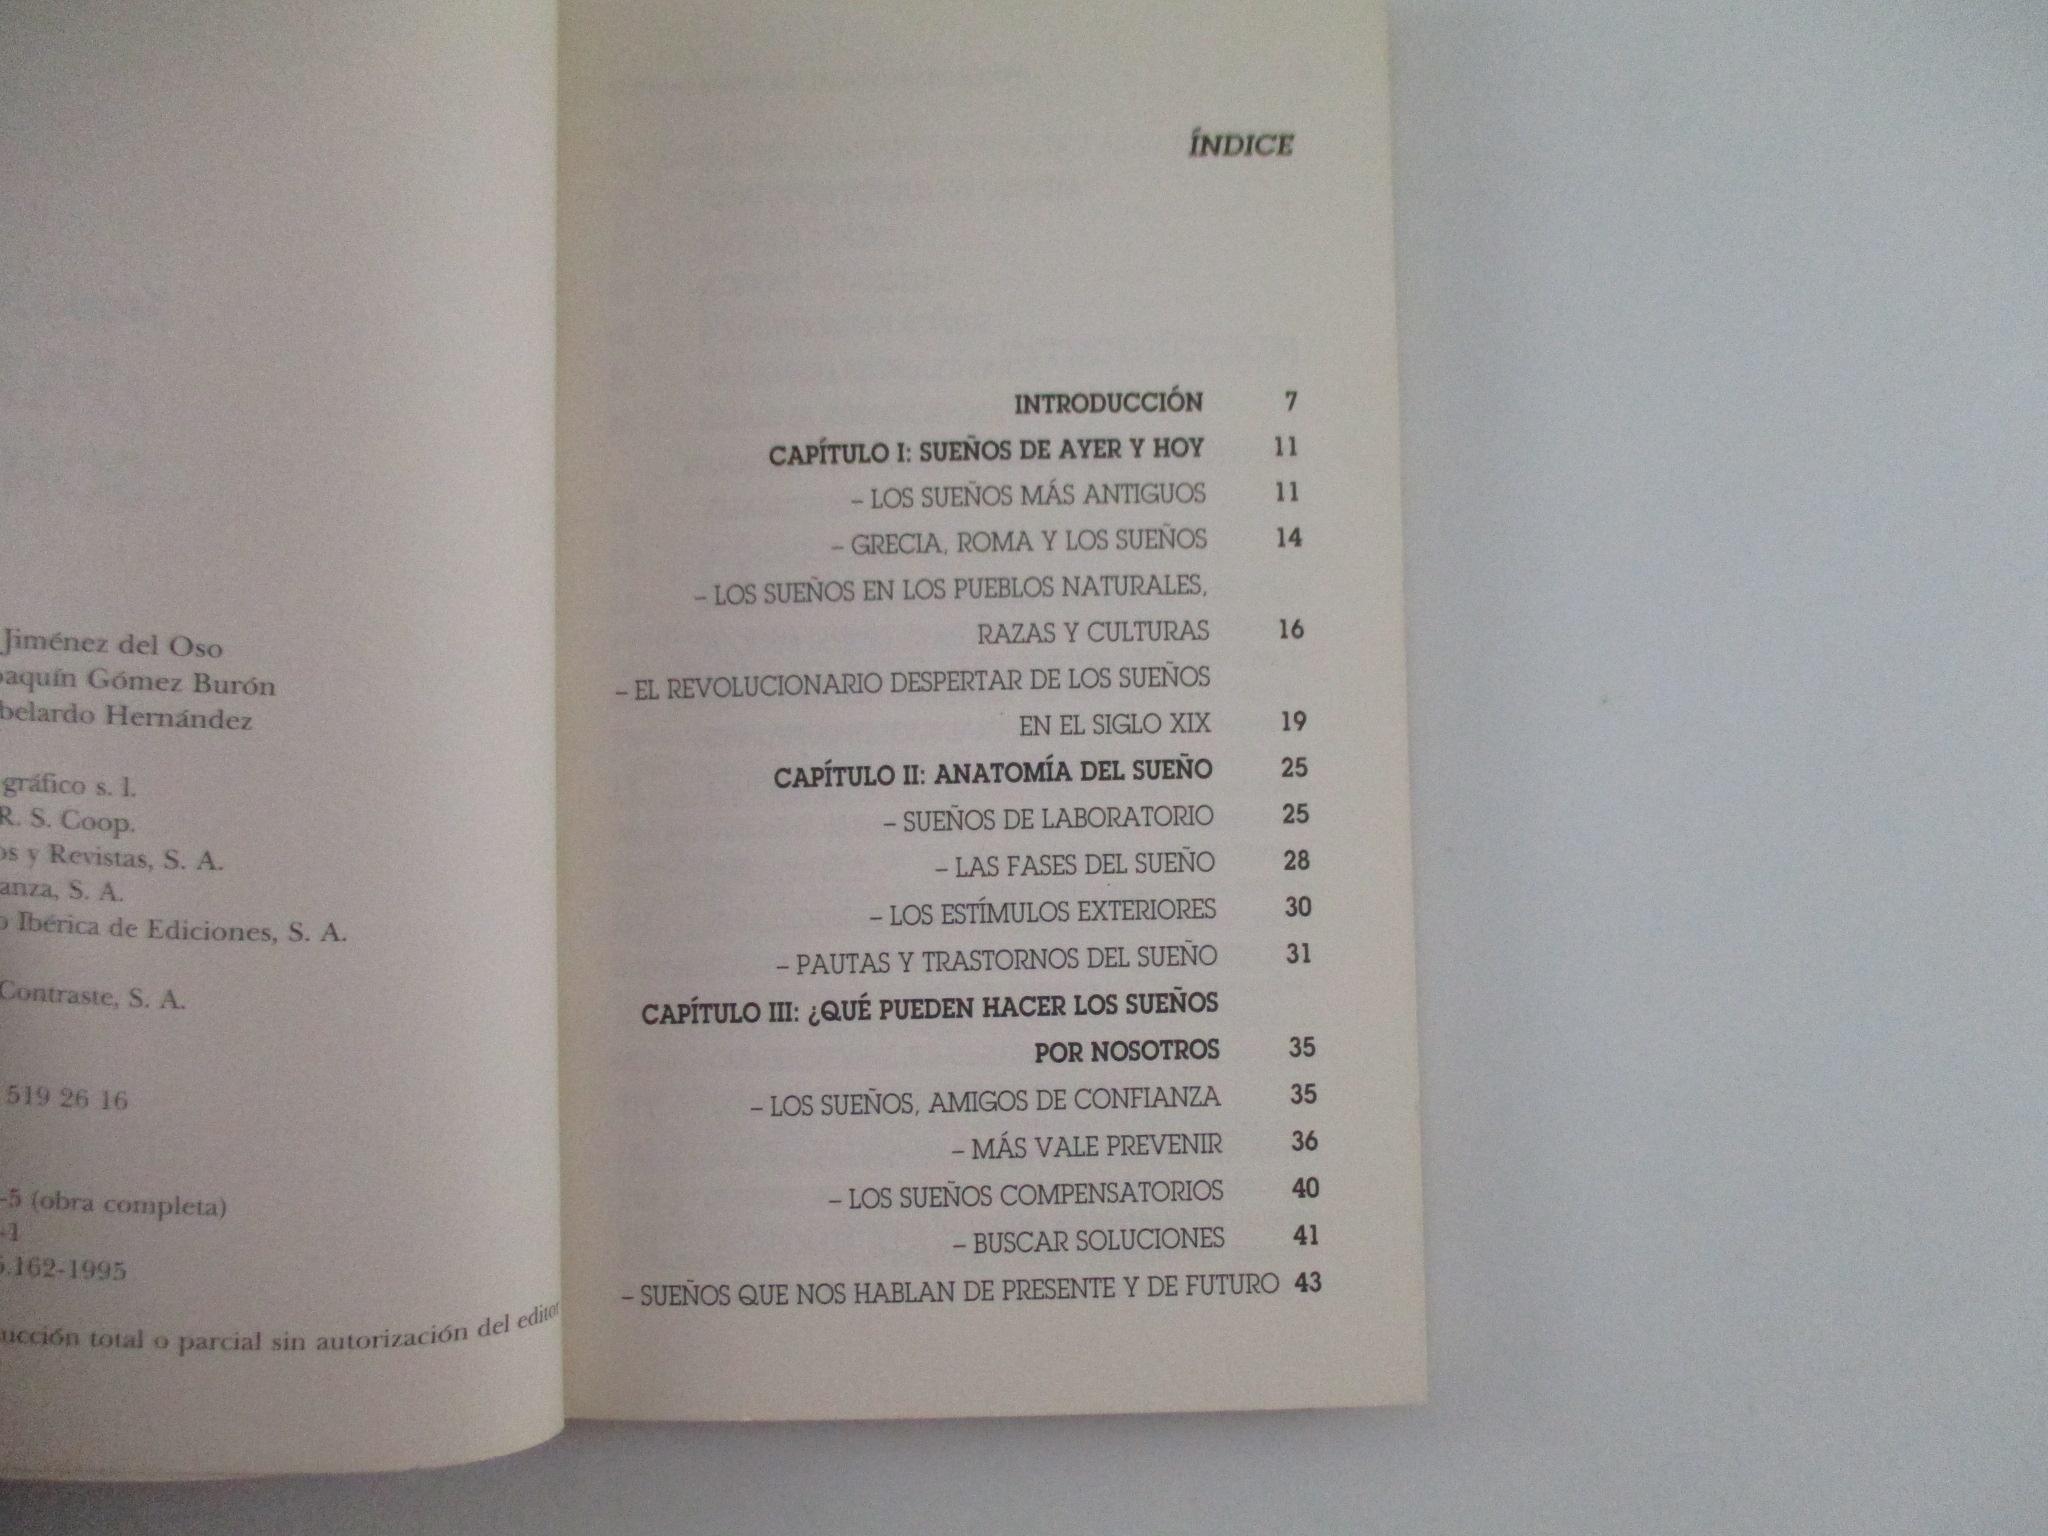 Jiménez del Oso
Gómez Burón
Hernández
gráfico s. l.
R. S. Coop.
y Revistas, S. A.
S. A.
Ibérica de Ediciones, S. A.
Contraste, S. A.
519 26 16
-5 (obra completa)
-1
.162-1995
total o parcial sin autorización del editor
ÍNDICE
INTRODUCCIÓN 7
CAPÍTULO I: SUEÑOS DE AYER Y HOY 11
– LOS SUEÑOS MÁS ANTIGUOS 11
– GRECIA, ROMA Y LOS SUEÑOS 14
– LOS SUEÑOS EN LOS PUEBLOS NATURALES,
RAZAS Y CULTURAS 16
– EL REVOLUCIONARIO DESPERTAR DE LOS SUEÑOS
EN EL SIGLO XIX 19
CAPÍTULO II: ANATOMÍA DEL SUEÑO 25
– SUEÑOS DE LABORATORIO 25
– LAS FASES DEL SUEÑO 28
– LOS ESTÍMULOS EXTERIORES 30
– PAUTAS Y TRASTORNOS DEL SUEÑO 31
CAPÍTULO III: ¿QUÉ PUEDEN HACER LOS SUEÑOS
POR NOSOTROS 35
– LOS SUEÑOS, AMIGOS DE CONFIANZA 35
– MÁS VALE PREVENIR 36
– LOS SUEÑOS COMPENSATORIOS 40
– BUSCAR SOLUCIONES 41
– SUEÑOS QUE NOS HABLAN DE PRESENTE Y DE FUTURO 43